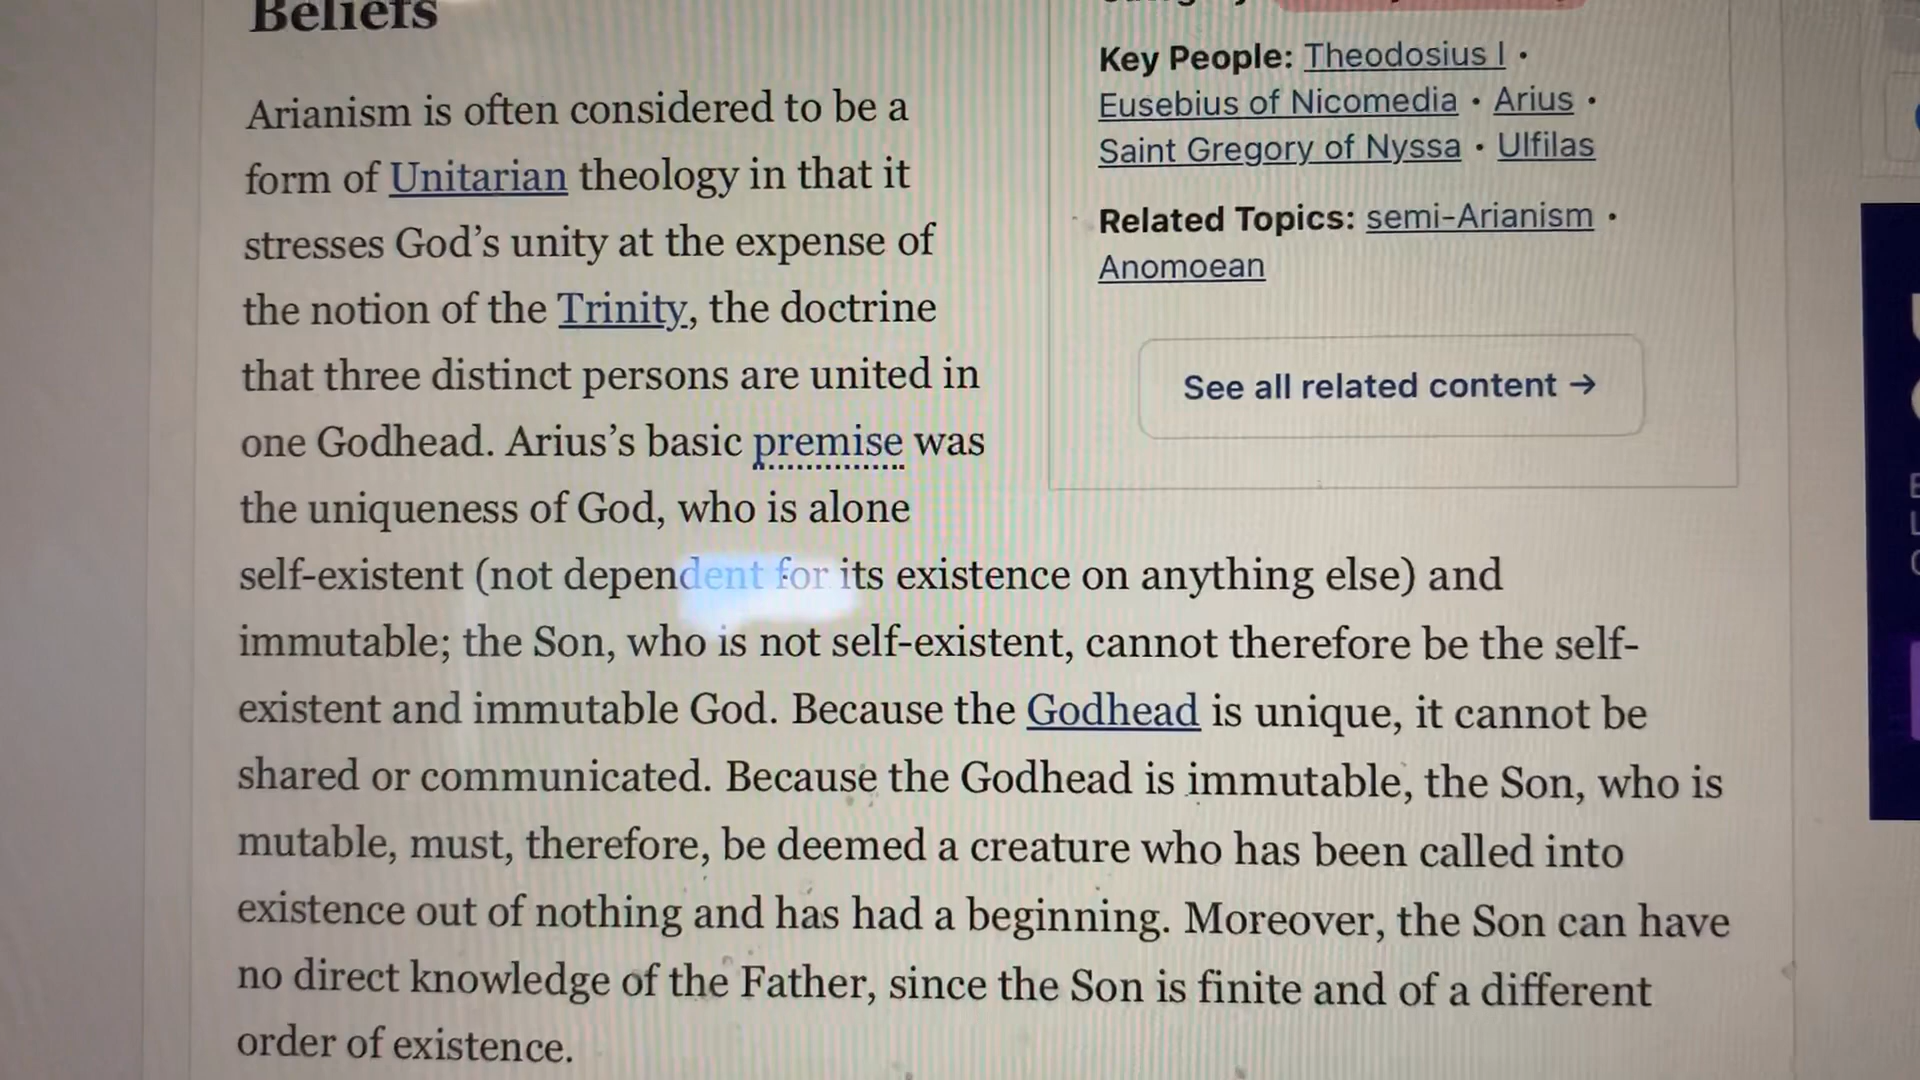 Beliefs
Arianism is often considered to be a
form of Unitarian theology in that it
stresses God’s unity at the expense of
the notion of the Trinity, the doctrine
that three distinct persons are united in
one Godhead. Arius’s basic premise was
the uniqueness of God, who is alone
self-existent (not dependent for its existence on anything else) and
immutable; the Son, who is not self-existent, cannot therefore be the self-
existent and immutable God. Because the Godhead is unique, it cannot be
shared or communicated. Because the Godhead is immutable, the Son, who is
mutable, must, therefore, be deemed a creature who has been called into
existence out of nothing and has had a beginning. Moreover, the Son can have
no direct knowledge of the Father, since the Son is finite and of a different
order of existence.
Key People: Theodosius I •
Eusebius of Nicomedia • Arius •
Saint Gregory of Nyssa • Ulfilas
Related Topics: semi-Arianism •
Anomoean
See all related content →